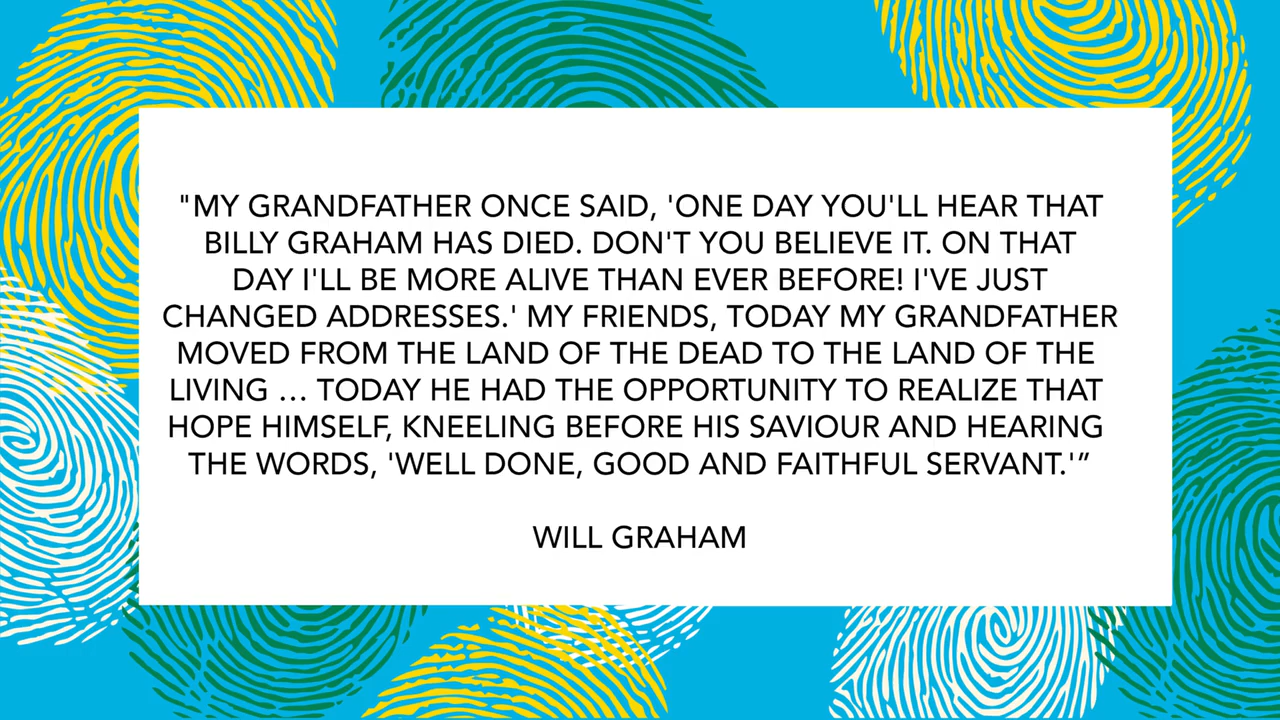 "MY GRANDFATHER ONCE SAID, 'ONE DAY YOU'LL HEAR THAT
BILLY GRAHAM HAS DIED. DON'T YOU BELIEVE IT. ON THAT
DAY I'LL BE MORE ALIVE THAN EVER BEFORE! I'VE JUST
CHANGED ADDRESSES.' MY FRIENDS, TODAY MY GRANDFATHER
MOVED FROM THE LAND OF THE DEAD TO THE LAND OF THE
LIVING … TODAY HE HAD THE OPPORTUNITY TO REALIZE THAT
HOPE HIMSELF, KNEELING BEFORE HIS SAVIOUR AND HEARING
THE WORDS, 'WELL DONE, GOOD AND FAITHFUL SERVANT.'”
WILL GRAHAM